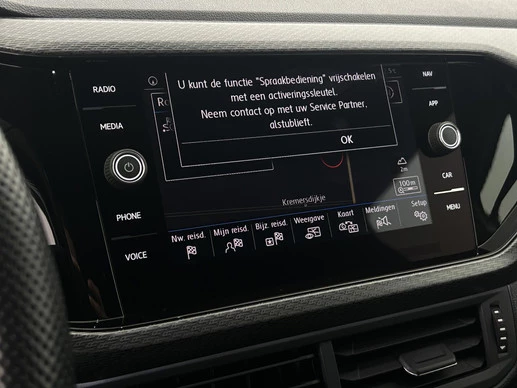 RADIO
MEDIA
PHONE
VOICE
U kunt de functie "Spraakbediening" vrijschakelen
met een activeringssleutel.
Neem contact op met uw Service Partner,
alstublieft.
OK
NAV
APP
CAR
MENU
2m
100m
Kremersdijkje
Nw. reisd.
Mijn reisd.
Bijz. reisd.
Weergave
Kaart
Meldingen
Setup